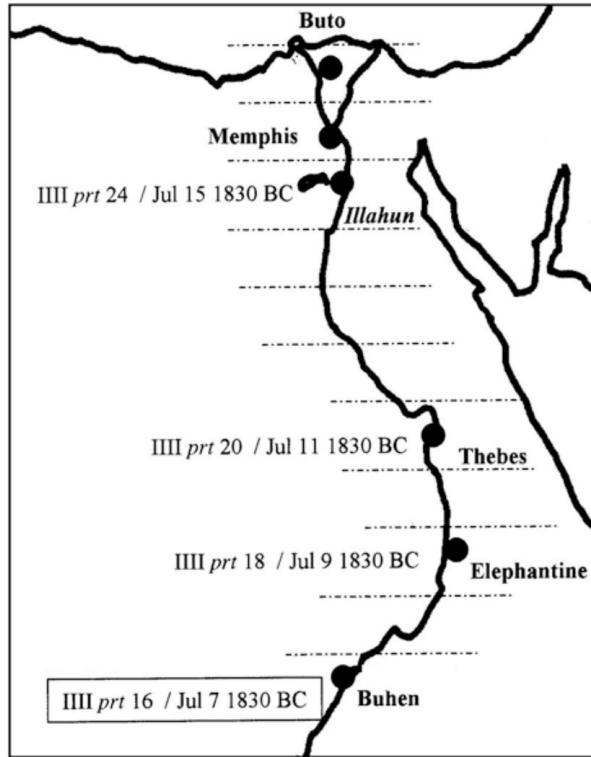 Buto
Memphis
IIII prt 24 / Jul 15 1830 BC
Illahun
IIII prt 20 / Jul 11 1830 BC
Thebes
IIII prt 18 / Jul 9 1830 BC
Elephantine
IIII prt 16 / Jul 7 1830 BC
Buhen